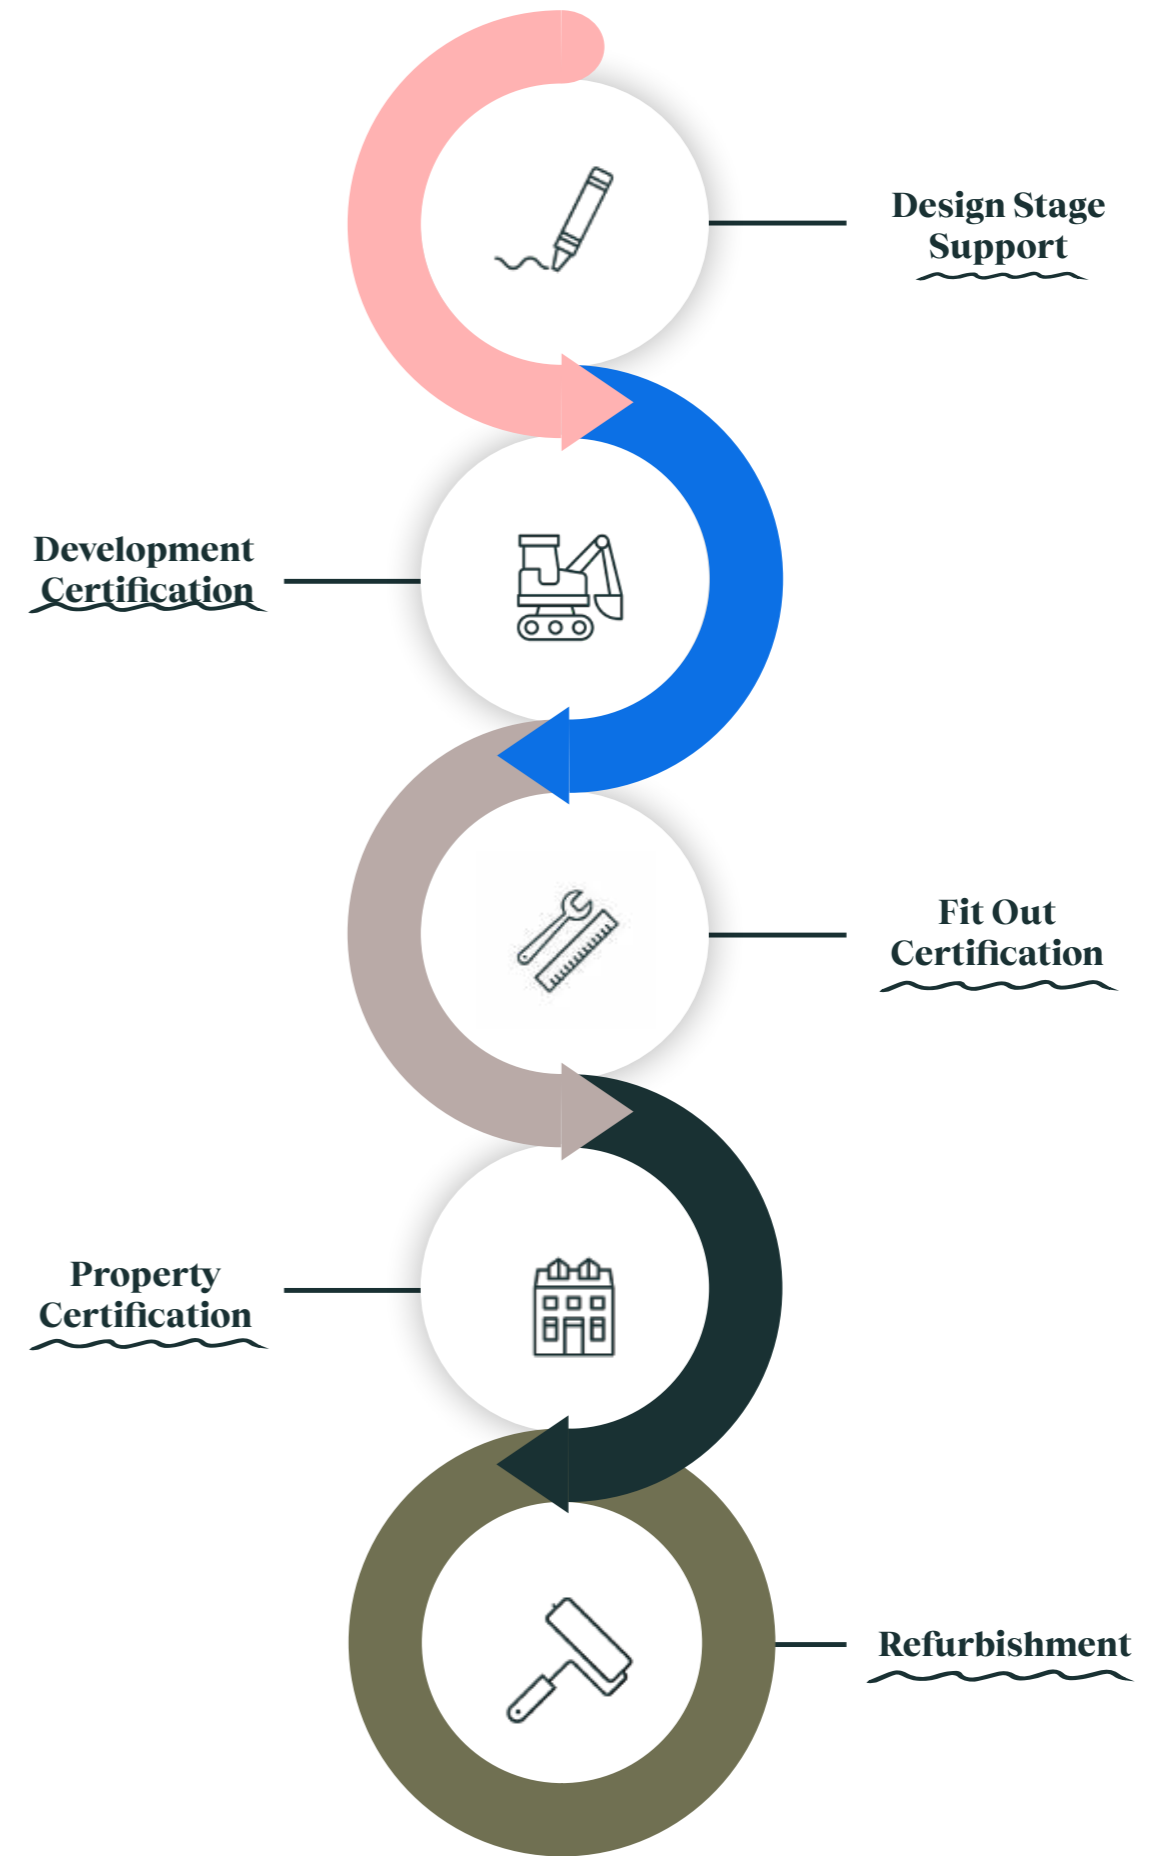 Design Stage
Support
Development
Certification
Fit Out
Certification
Property
Certification
Refurbishment